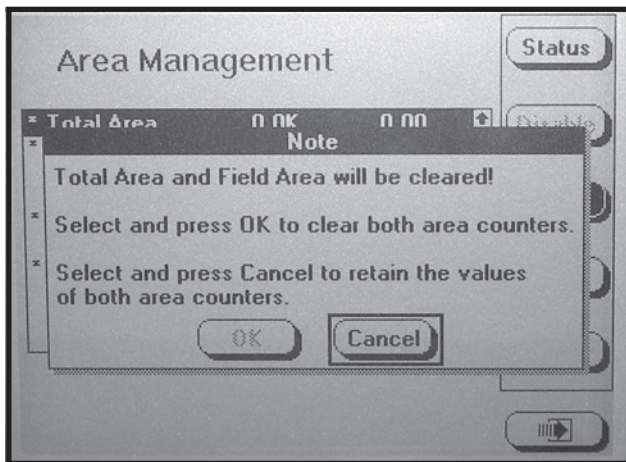 Area Management
Status
* Total Area 0.0K 0.00
Disable
*
Note
Total Area and Field Area will be cleared!
* Select and press OK to clear both area counters.
* Select and press Cancel to retain the values
of both area counters.
OK
Cancel